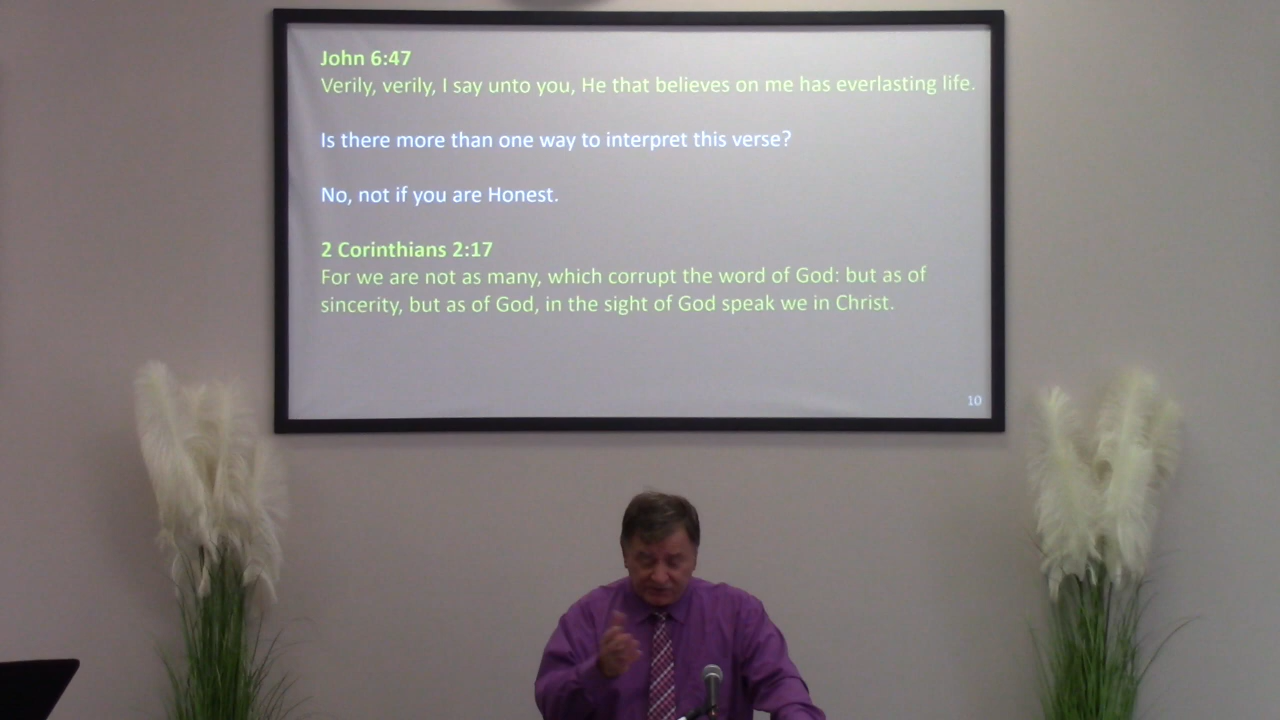 John 6:47
Verily, verily, I say unto you, He that believes on me has everlasting life.
Is there more than one way to interpret this verse?
No, not if you are Honest.
2 Corinthians 2:17
For we are not as many, which corrupt the word of God: but as of
sincerity, but as of God, in the sight of God speak we in Christ.
10